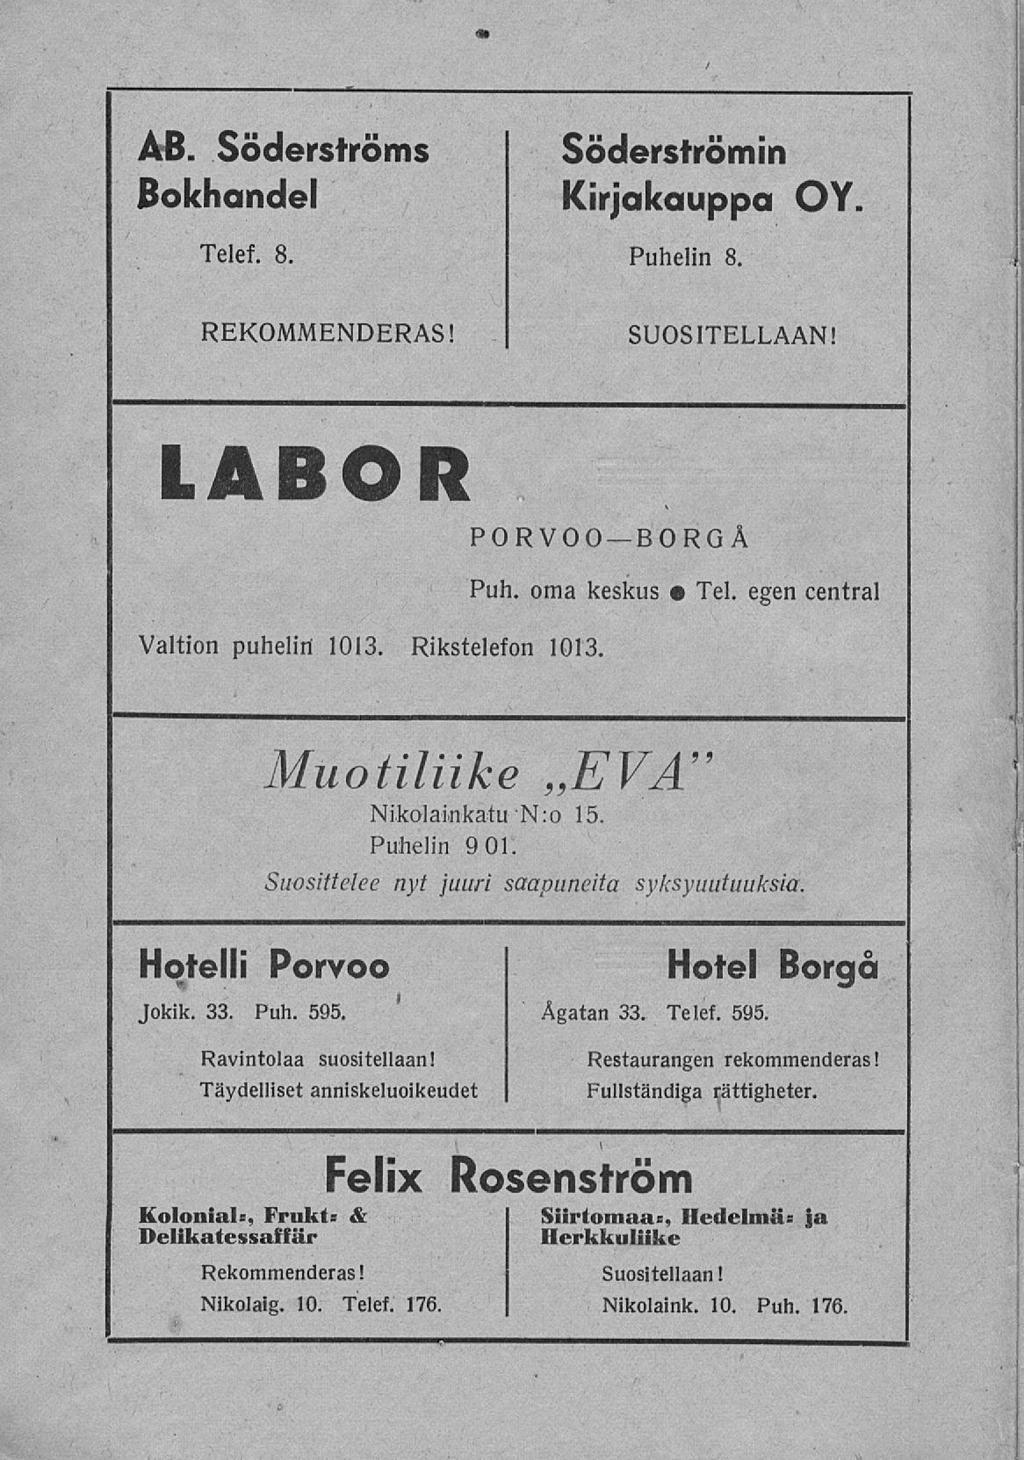 AB. Söderströms
Bokhandel
Telef. 8.
REKOMMENDERAS!
Söderströmin
Kirjakauppa OY.
Puhelin 8.
SUOSITELLAAN!
LABOR
PORVOO—BORGÅ
Puh. oma keskus ● Tel. egen central
Valtion puhelin 1013. Rikstelefon 1013.
Muotiliike „EVA”
Nikolainkatu N:o 15.
Puhelin 9 01.
Suosittelee nyt juuri saapuneita syksyuutuuksia.
Hotelli Porvoo
Jokik. 33. Puh. 595.
Ravintolaa suositellaan!
Täydelliset anniskeluoikeudet
Hotel Borgå
Ågatan 33. Telef. 595.
Restaurangen rekommenderas!
Fullständiga rättigheter.
Felix Rosenström
Kolonial-, Frukt- &
Delikatessaffär
Rekommenderas!
Nikolaig. 10. Telef. 176.
Siirtomaa-, Hedelmä- ja
Herkkuliike
Suositellaan!
Nikolaink. 10. Puh. 176.